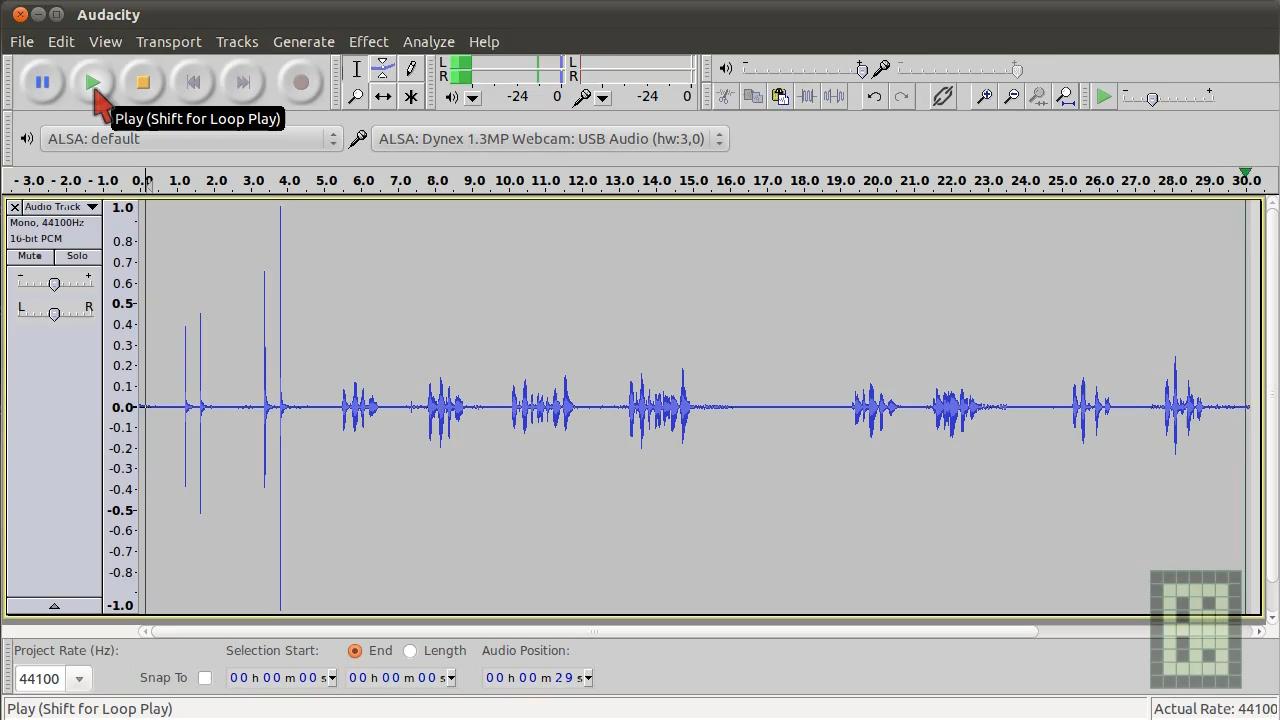 Audacity
File Edit View Transport Tracks Generate Effect Analyze Help
L L
R R
-24 0 -24 0
Play (Shift for Loop Play)
ALSA: default ALSA: Dynex 1.3MP Webcam: USB Audio (hw:3,0)
- 3.0 - 2.0 - 1.0 0.0 1.0 2.0 3.0 4.0 5.0 6.0 7.0 8.0 9.0 10.0 11.0 12.0 13.0 14.0 15.0 16.0 17.0 18.0 19.0 20.0 21.0 22.0 23.0 24.0 25.0 26.0 27.0 28.0 29.0 30.0
Audio Track
Mono, 44100Hz
16-bit PCM
Mute Solo
- +
L R
1.0
0.8
0.7
0.6
0.5
0.4
0.3
0.2
0.1
0.0
-0.1
-0.2
-0.3
-0.4
-0.5
-0.6
-0.7
-0.8
-1.0
Project Rate (Hz): Selection Start: End Length Audio Position:
44100 Snap To 00 h 00 m 00 s 00 h 00 m 00 s 00 h 00 m 29 s
Play (Shift for Loop Play) Actual Rate: 44100